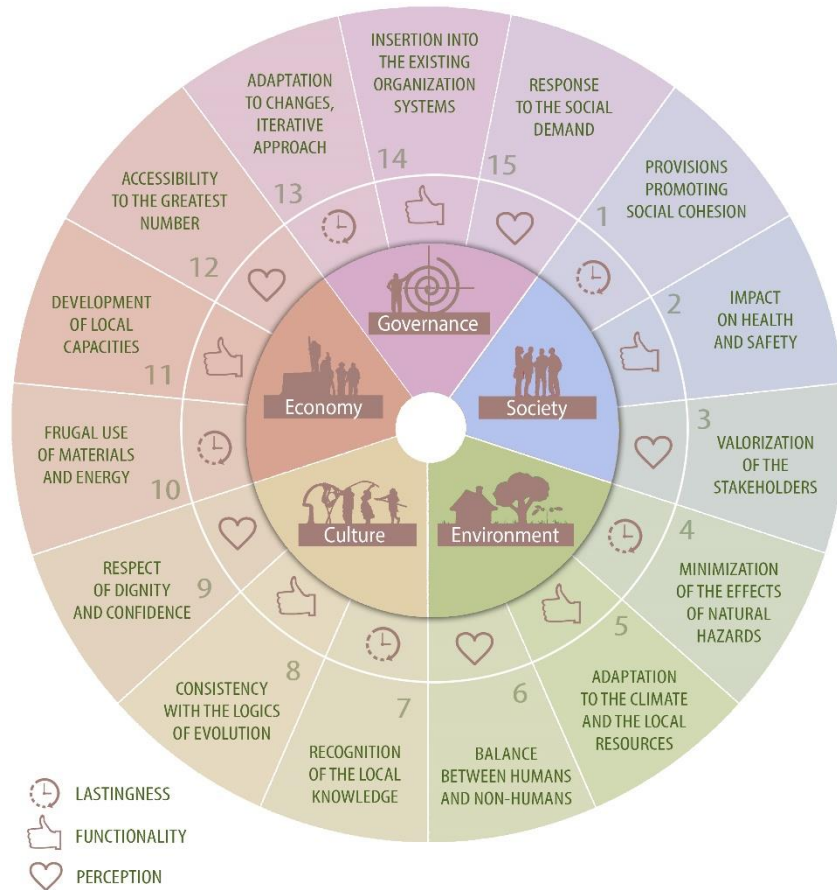 INSERTION INTO
THE EXISTING
ORGANIZATION
SYSTEMS
14
RESPONSE
TO THE SOCIAL
DEMAND
15
PROVISIONS
PROMOTING
SOCIAL COHESION
1
IMPACT
ON HEALTH
AND SAFETY
2
VALORIZATION
OF THE
STAKEHOLDERS
3
MINIMIZATION
OF THE EFFECTS
OF NATURAL
HAZARDS
4
ADAPTATION
TO THE CLIMATE
AND THE LOCAL
RESOURCES
5
BALANCE
BETWEEN HUMANS
AND NON-HUMANS
6
RECOGNITION
OF THE LOCAL
KNOWLEDGE
7
CONSISTENCY
WITH THE LOGICS
OF EVOLUTION
8
RESPECT
OF DIGNITY
AND CONFIDENCE
9
FRUGAL USE
OF MATERIALS
AND ENERGY
10
DEVELOPMENT
OF LOCAL
CAPACITIES
11
ACCESSIBILITY
TO THE GREATEST
NUMBER
12
ADAPTATION
TO CHANGES,
ITERATIVE
APPROACH
13
Governance
Society
Environment
Culture
Economy
LASTINGNESS
FUNCTIONALITY
PERCEPTION